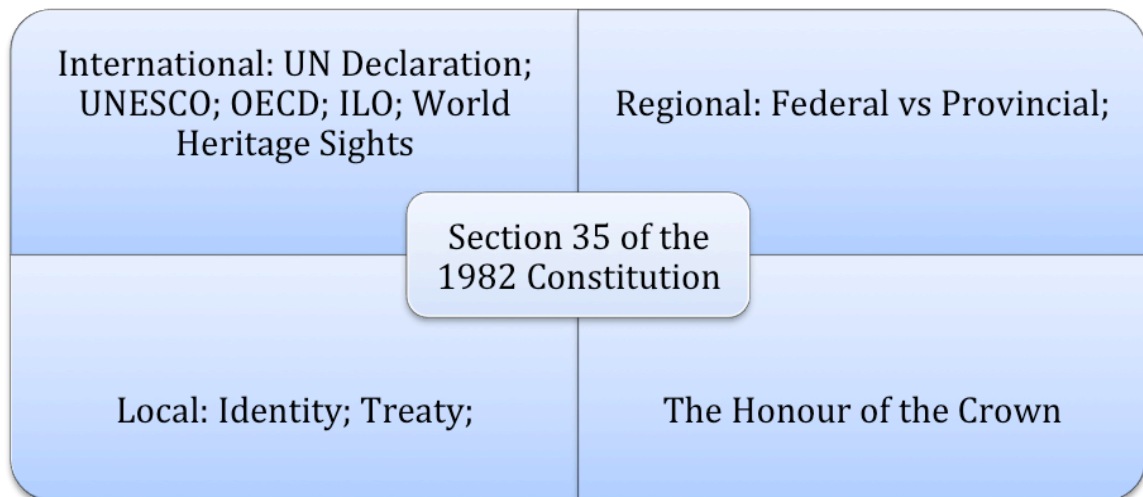 International: UN Declaration;
UNESCO; OECD; ILO; World
Heritage Sights
Regional: Federal vs Provincial;
Section 35 of the
1982 Constitution
Local: Identity; Treaty;
The Honour of the Crown